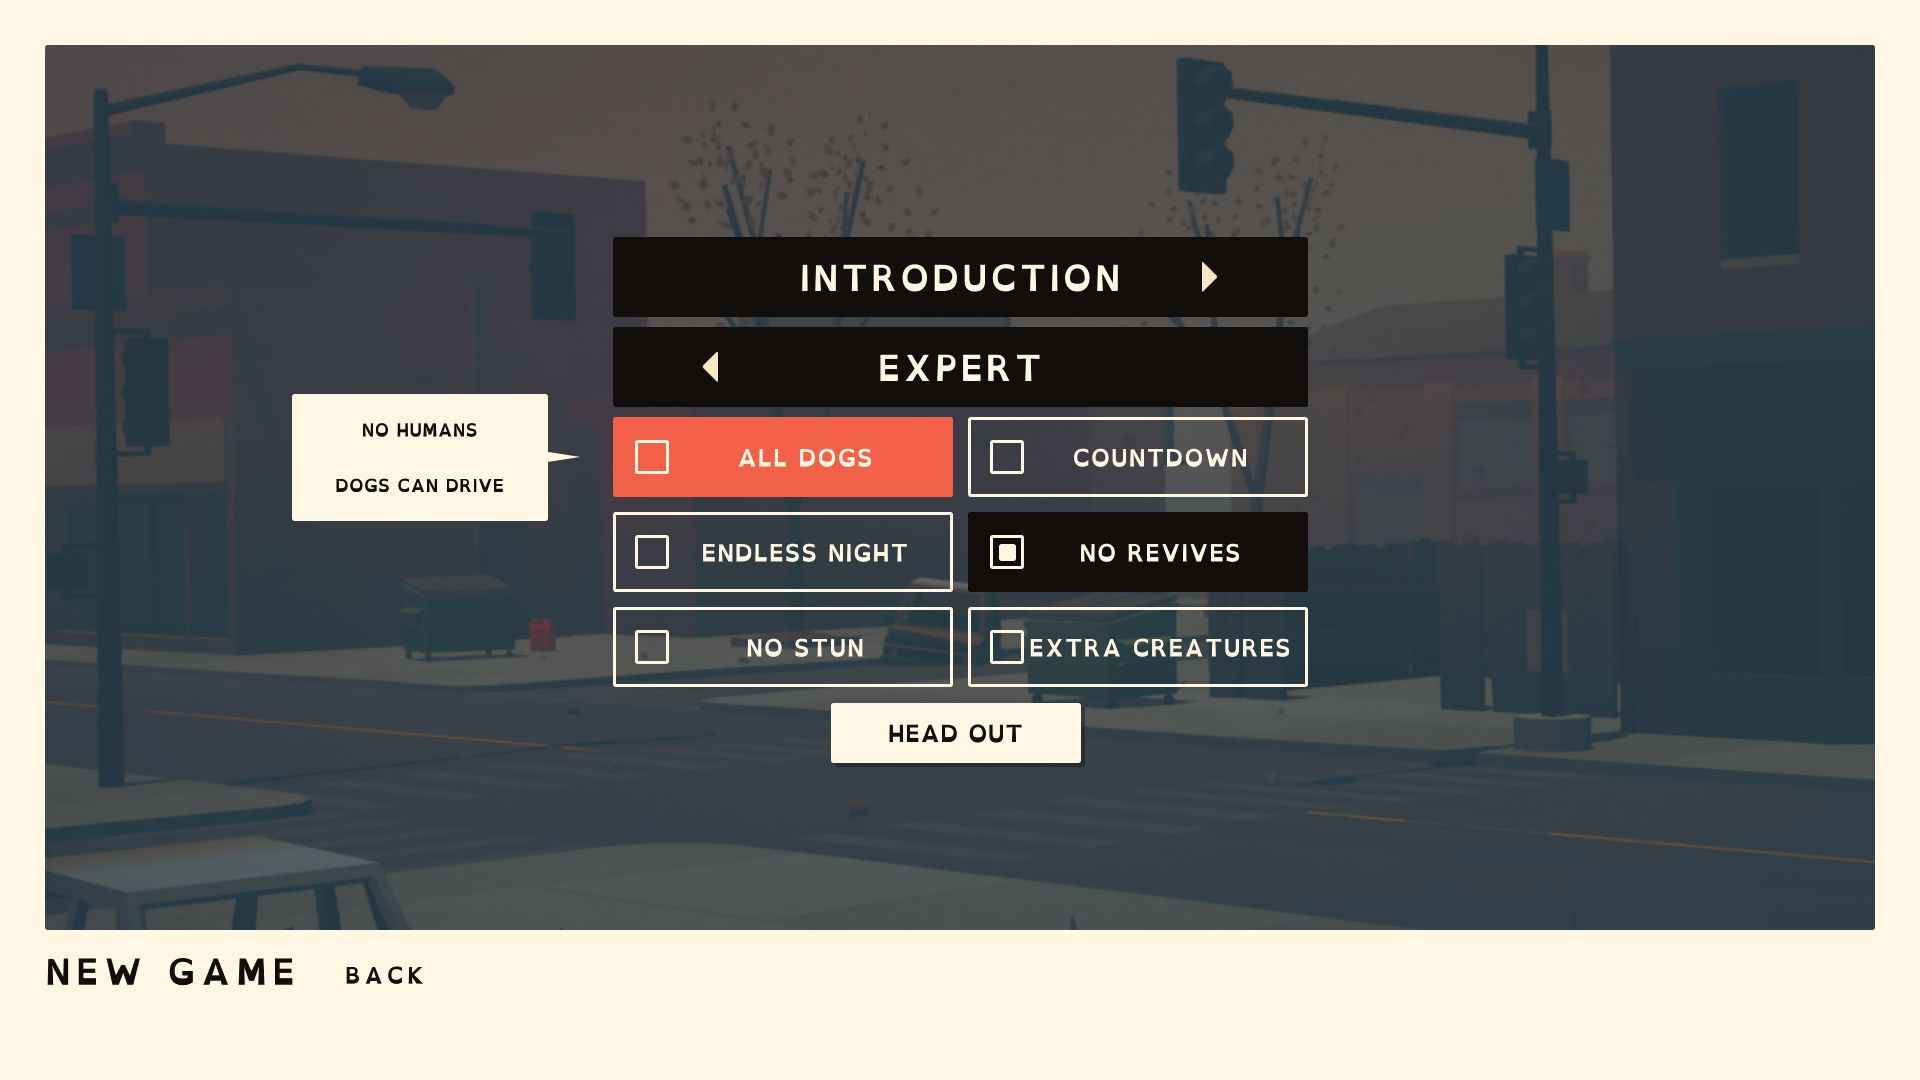 INTRODUCTION
EXPERT
NO HUMANS
DOGS CAN DRIVE
ALL DOGS
COUNTDOWN
ENDLESS NIGHT
NO REVIVES
NO STUN
EXTRA CREATURES
HEAD OUT
NEW GAME
BACK